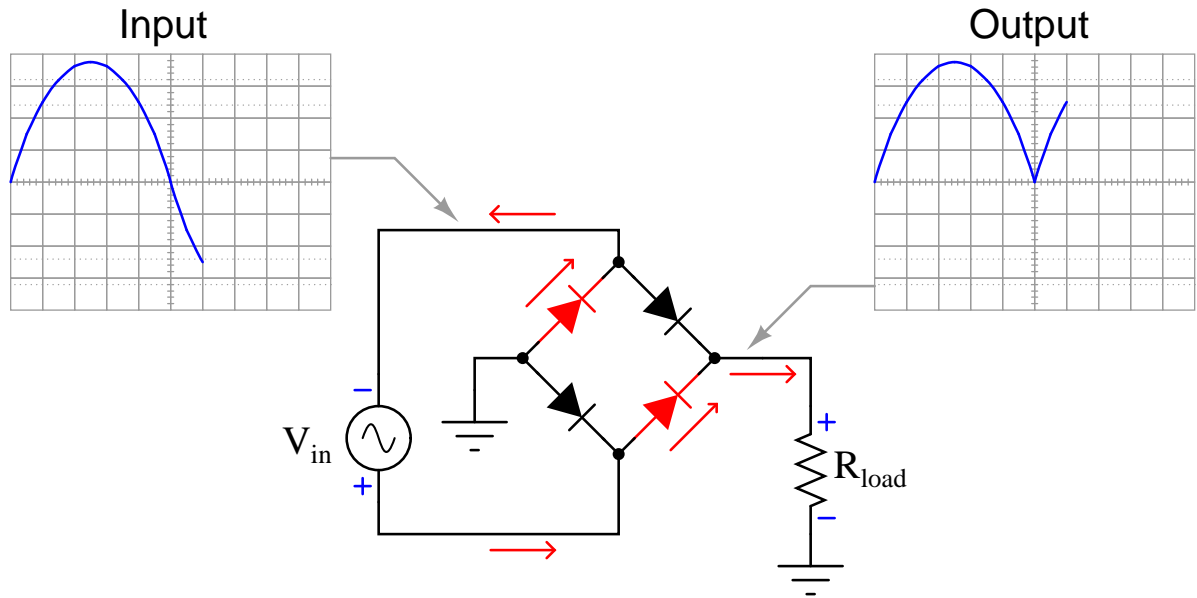 Input
Output
−
V_in
+
+
R_load
−